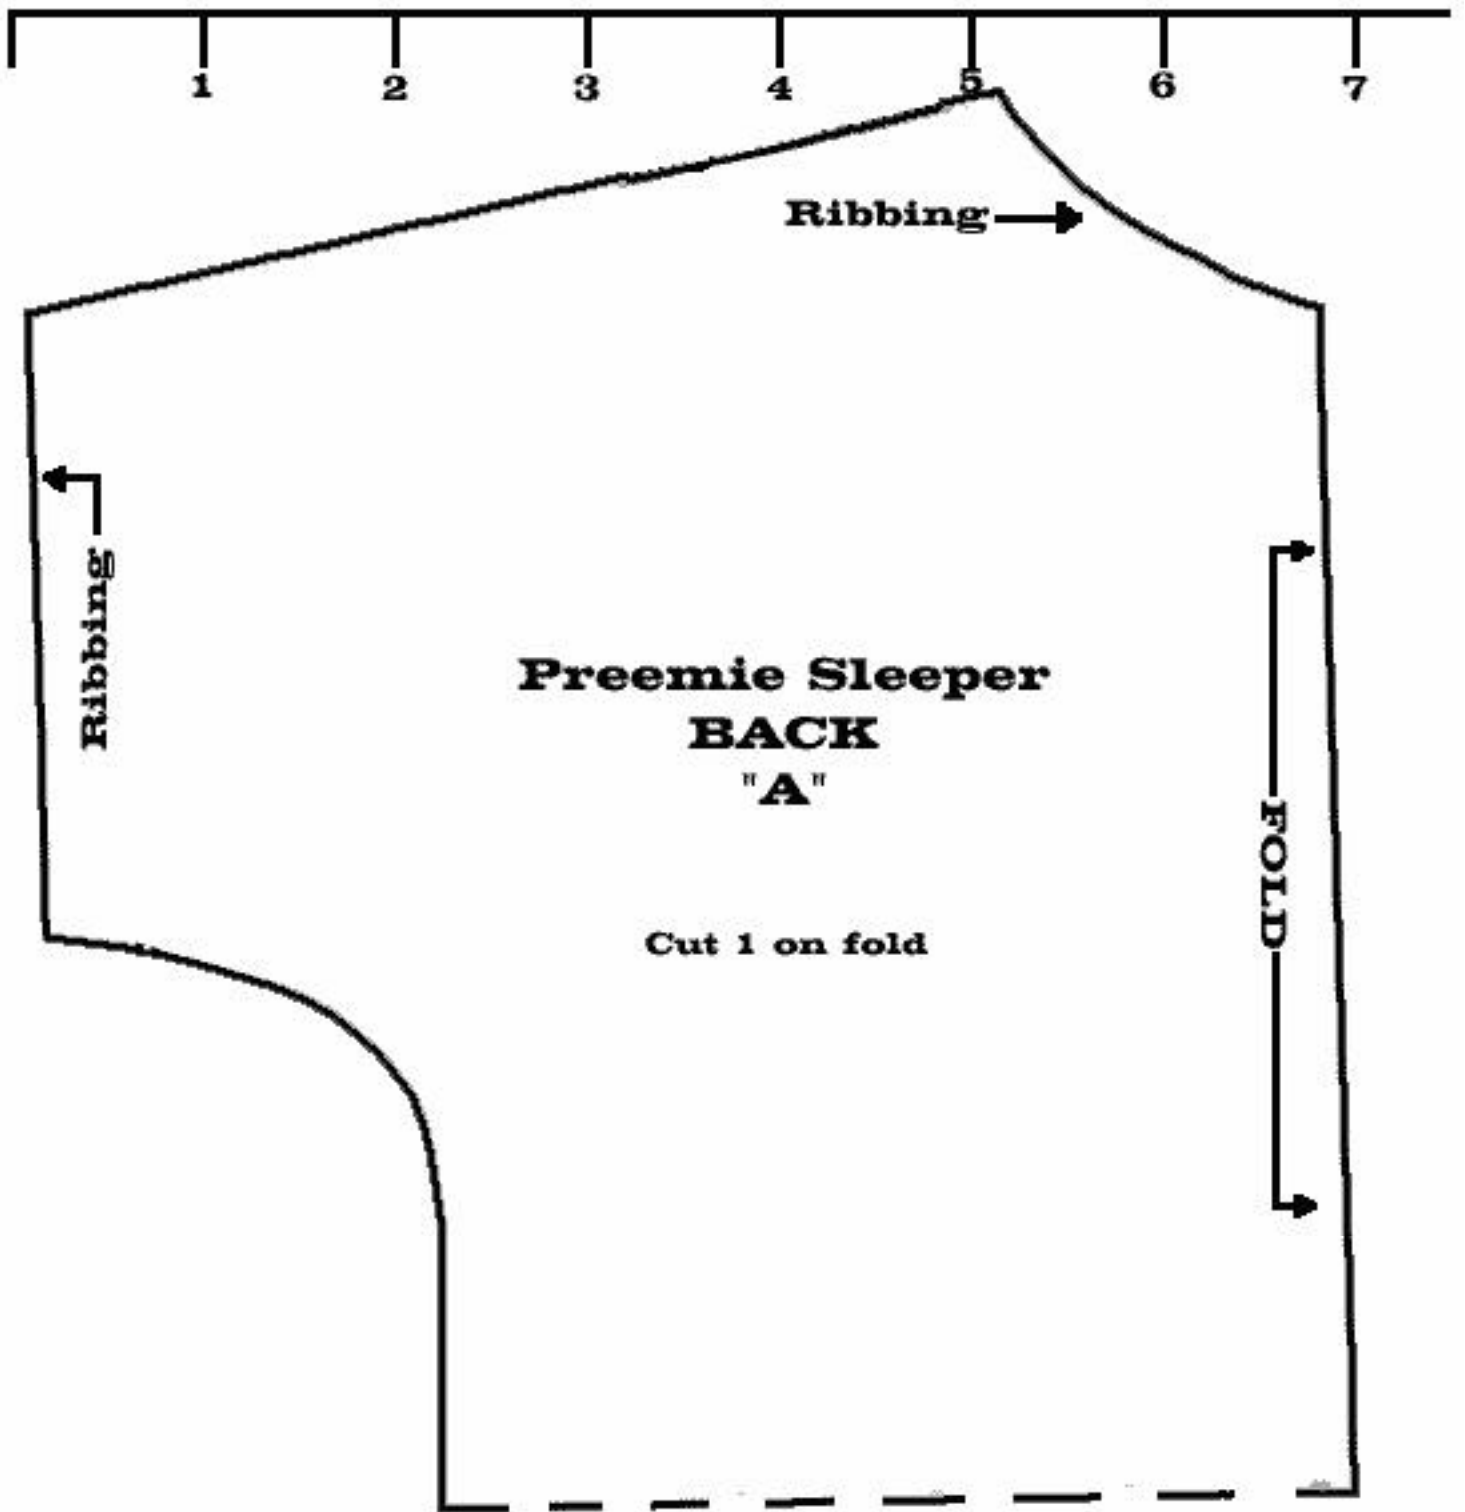 1 2 3 4 5 6 7
Ribbing
Ribbing
Preemie Sleeper
BACK
"A"
FOLD
Cut 1 on fold